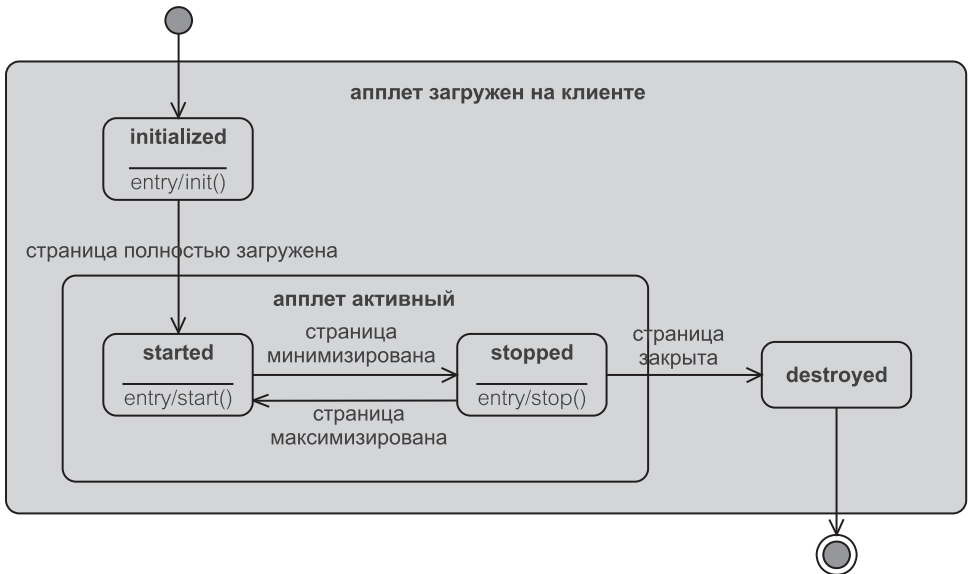 апплет загружен на клиенте
initialized
entry/init()
страница полностью загружена
апплет активный
started
entry/start()
страница
минимизирована
stopped
entry/stop()
страница
закрыта
destroyed
страница
максимизирована